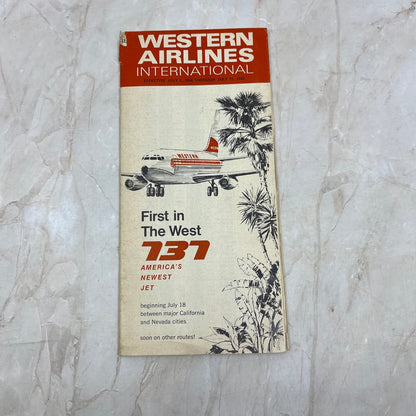 WESTERN
AIRLINES
INTERNATIONAL
WESTERN
First in
The West
737
AMERICA'S
NEWEST
JET
beginning July 18
between major California
and Nevada cities.
soon on other routes!